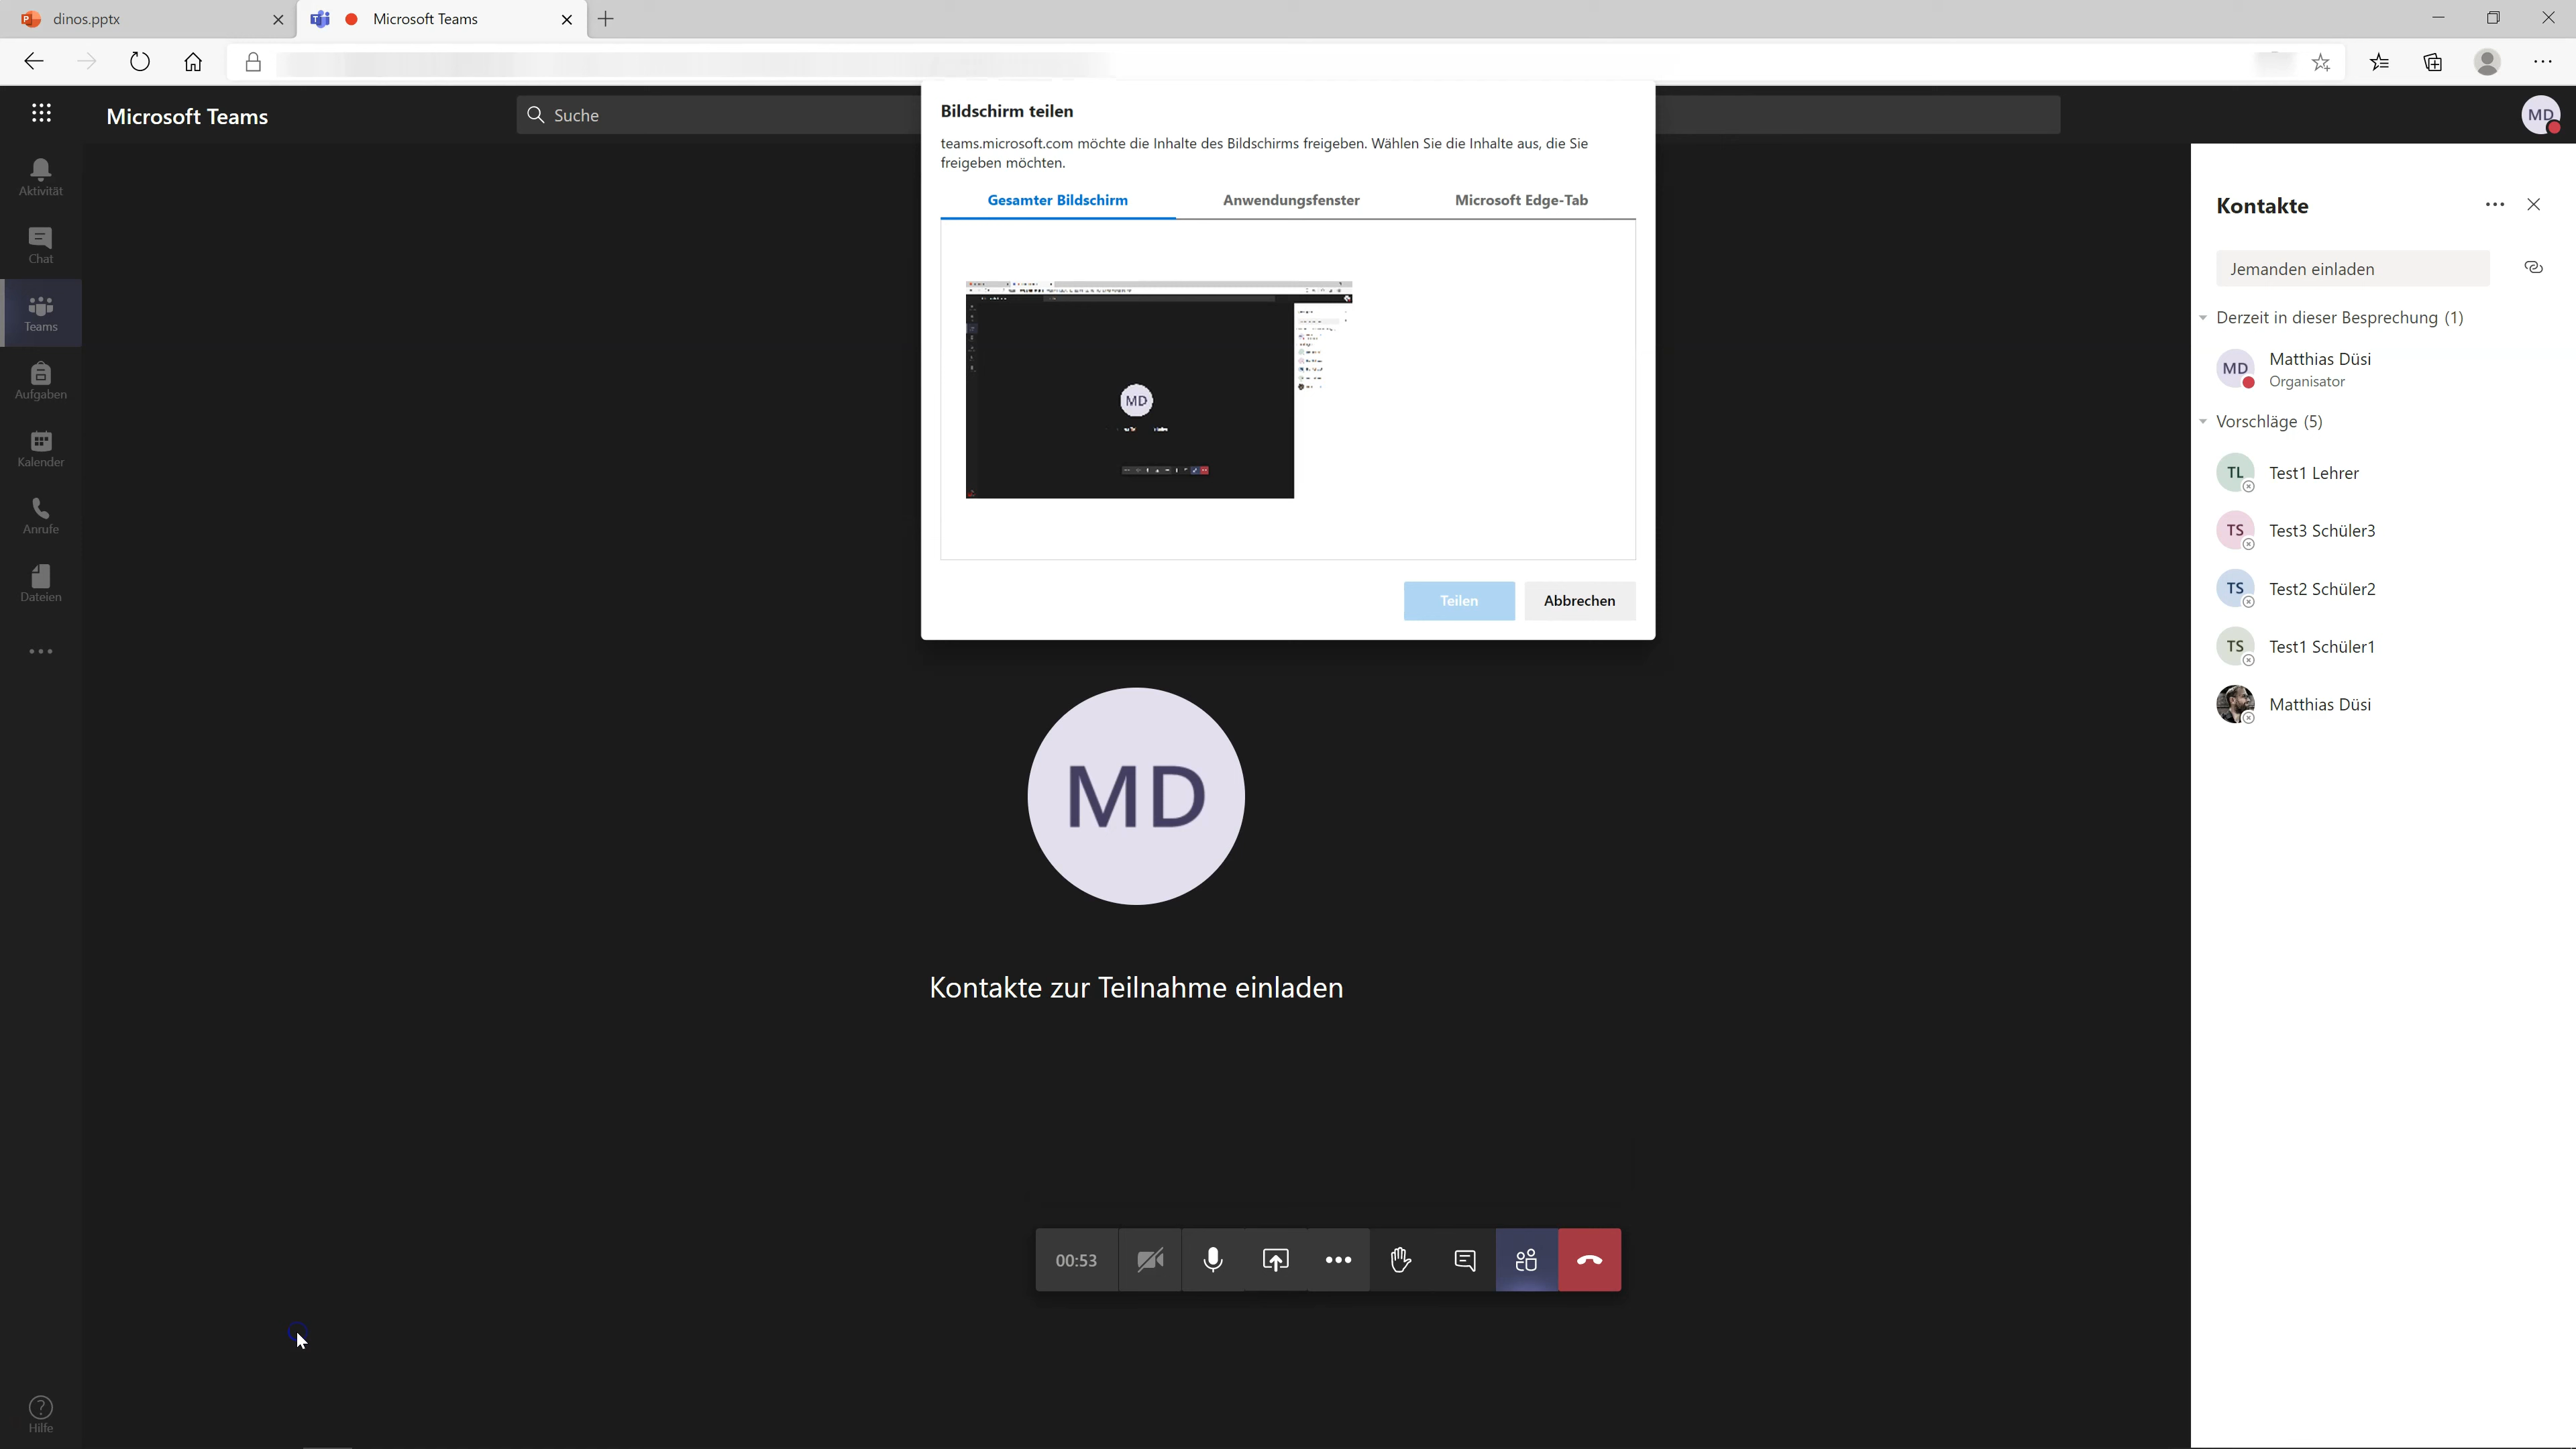 dinos.pptx
Microsoft Teams
Microsoft Teams
Suche
MD
Bildschirm teilen
teams.microsoft.com möchte die Inhalte des Bildschirms freigeben. Wählen Sie die Inhalte aus, die Sie
freigeben möchten.
Gesamter Bildschirm
Anwendungsfenster
Microsoft Edge-Tab
MD
Teilen
Abbrechen
Aktivität
Chat
Teams
Aufgaben
Kalender
Anrufe
Dateien
Hilfe
MD
Kontakte zur Teilnahme einladen
00:53
Kontakte
Jemanden einladen
Derzeit in dieser Besprechung (1)
MD
Matthias Düsi
Organisator
Vorschläge (5)
TL
Test1 Lehrer
TS
Test3 Schüler3
TS
Test2 Schüler2
TS
Test1 Schüler1
Matthias Düsi